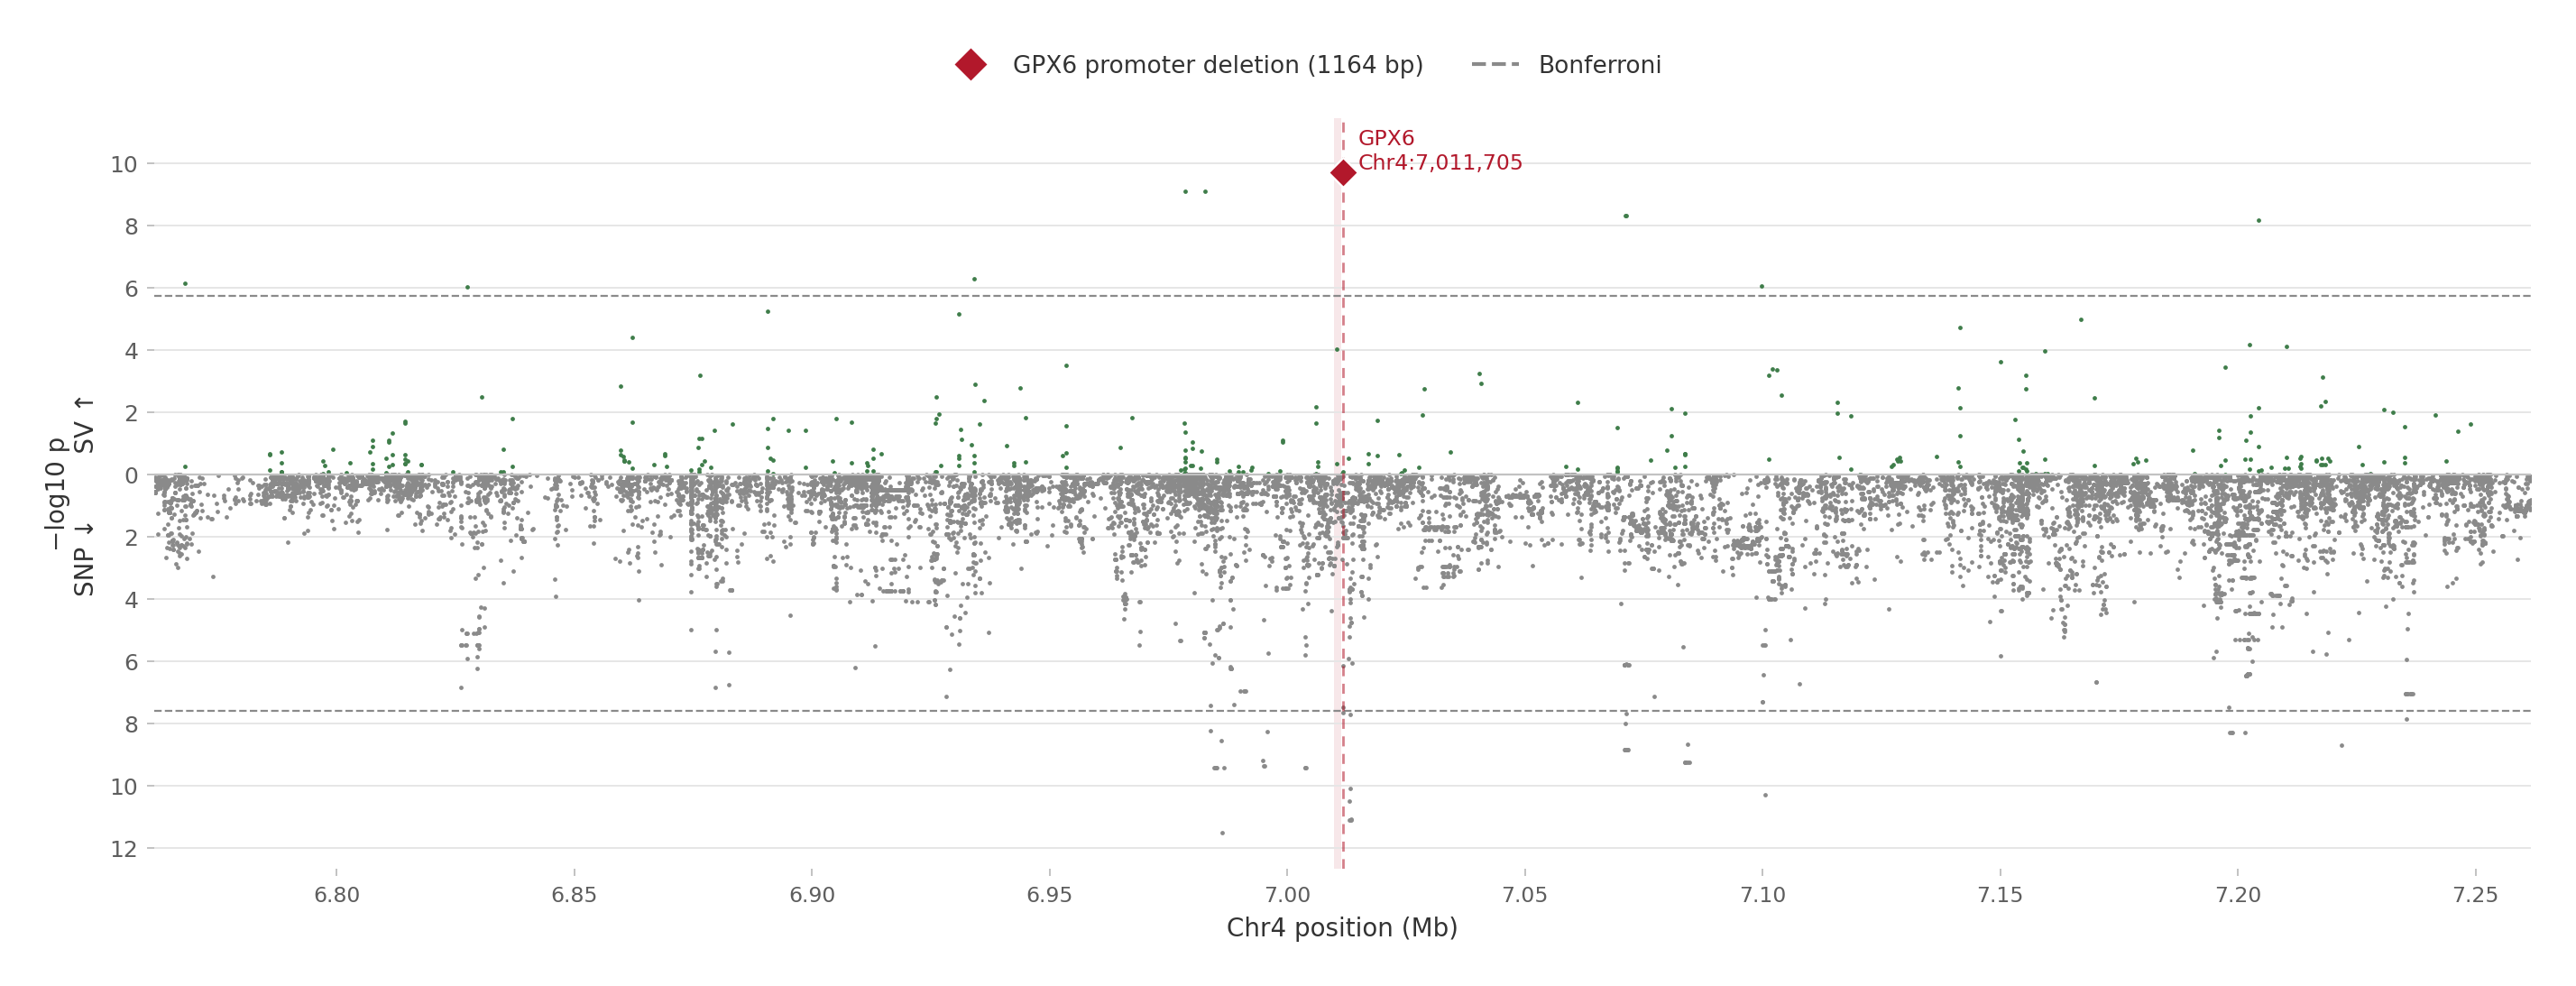 GPX6 promoter deletion (1164 bp)
Bonferroni
GPX6
Chr4:7,011,705
10
8
6
4
2
0
2
4
6
8
10
12
−log10 p
SNP ↓ SV ↑
6.80 6.85 6.90 6.95 7.00 7.05 7.10 7.15 7.20 7.25
Chr4 position (Mb)